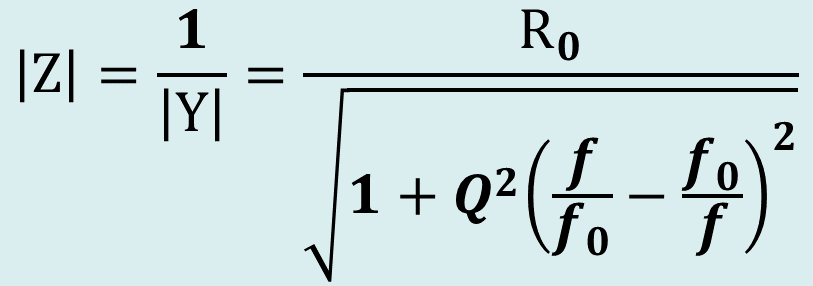 |Z| = 1/|Y| = R₀/√(1 + Q²(f/f₀ − f₀/f)²)